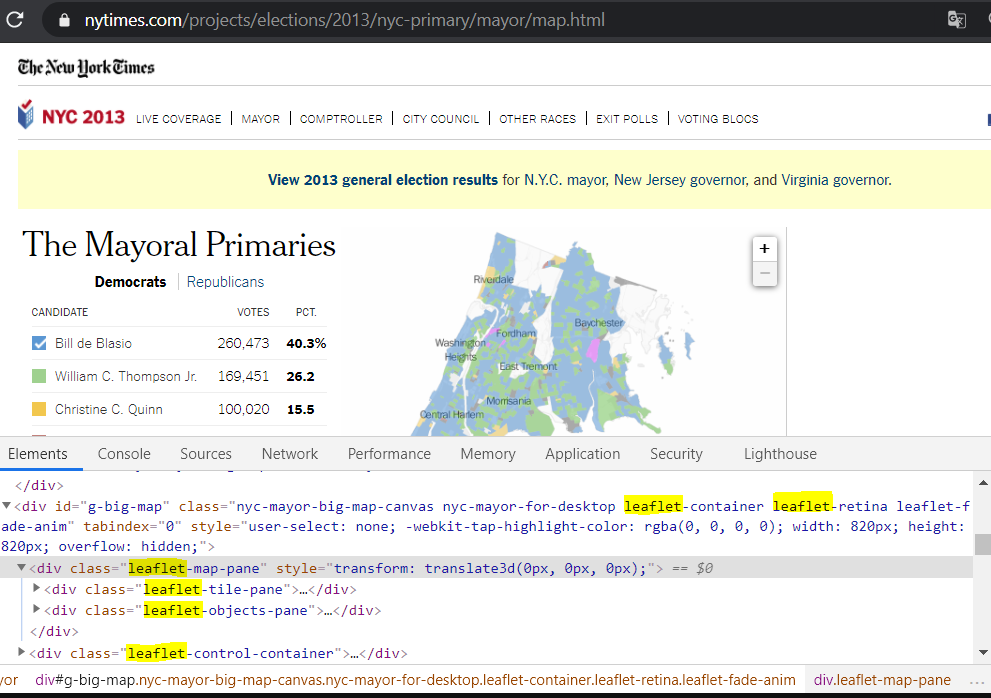 nytimes.com/projects/elections/2013/nyc-primary/mayor/map.html
The New York Times
NYC 2013 LIVE COVERAGE MAYOR COMPTROLLER CITY COUNCIL OTHER RACES EXIT POLLS VOTING BLOCS
View 2013 general election results for N.Y.C. mayor, New Jersey governor, and Virginia governor.
The Mayoral Primaries
Democrats Republicans
CANDIDATE VOTES PCT.
Bill de Blasio 260,473 40.3%
William C. Thompson Jr. 169,451 26.2
Christine C. Quinn 100,020 15.5
+
−
Riverdale
Baychester
Fordham
Washington
Heights
East Tremont
Morrisania
Central Harlem
Elements Console Sources Network Performance Memory Application Security Lighthouse
</div>
▼<div id="g-big-map" class="nyc-mayor-big-map-canvas nyc-mayor-for-desktop leaflet-container leaflet-retina leaflet-f
ade-anim" tabindex="0" style="user-select: none; -webkit-tap-highlight-color: rgba(0, 0, 0, 0); width: 820px; height:
820px; overflow: hidden;">
▼<div class="leaflet-map-pane" style="transform: translate3d(0px, 0px, 0px);"> == $0
▶<div class="leaflet-tile-pane">…</div>
▶<div class="leaflet-objects-pane">…</div>
</div>
▶<div class="leaflet-control-container">…</div>
yor div#g-big-map.nyc-mayor-big-map-canvas.nyc-mayor-for-desktop.leaflet-container.leaflet-retina.leaflet-fade-anim div.leaflet-map-pane ...